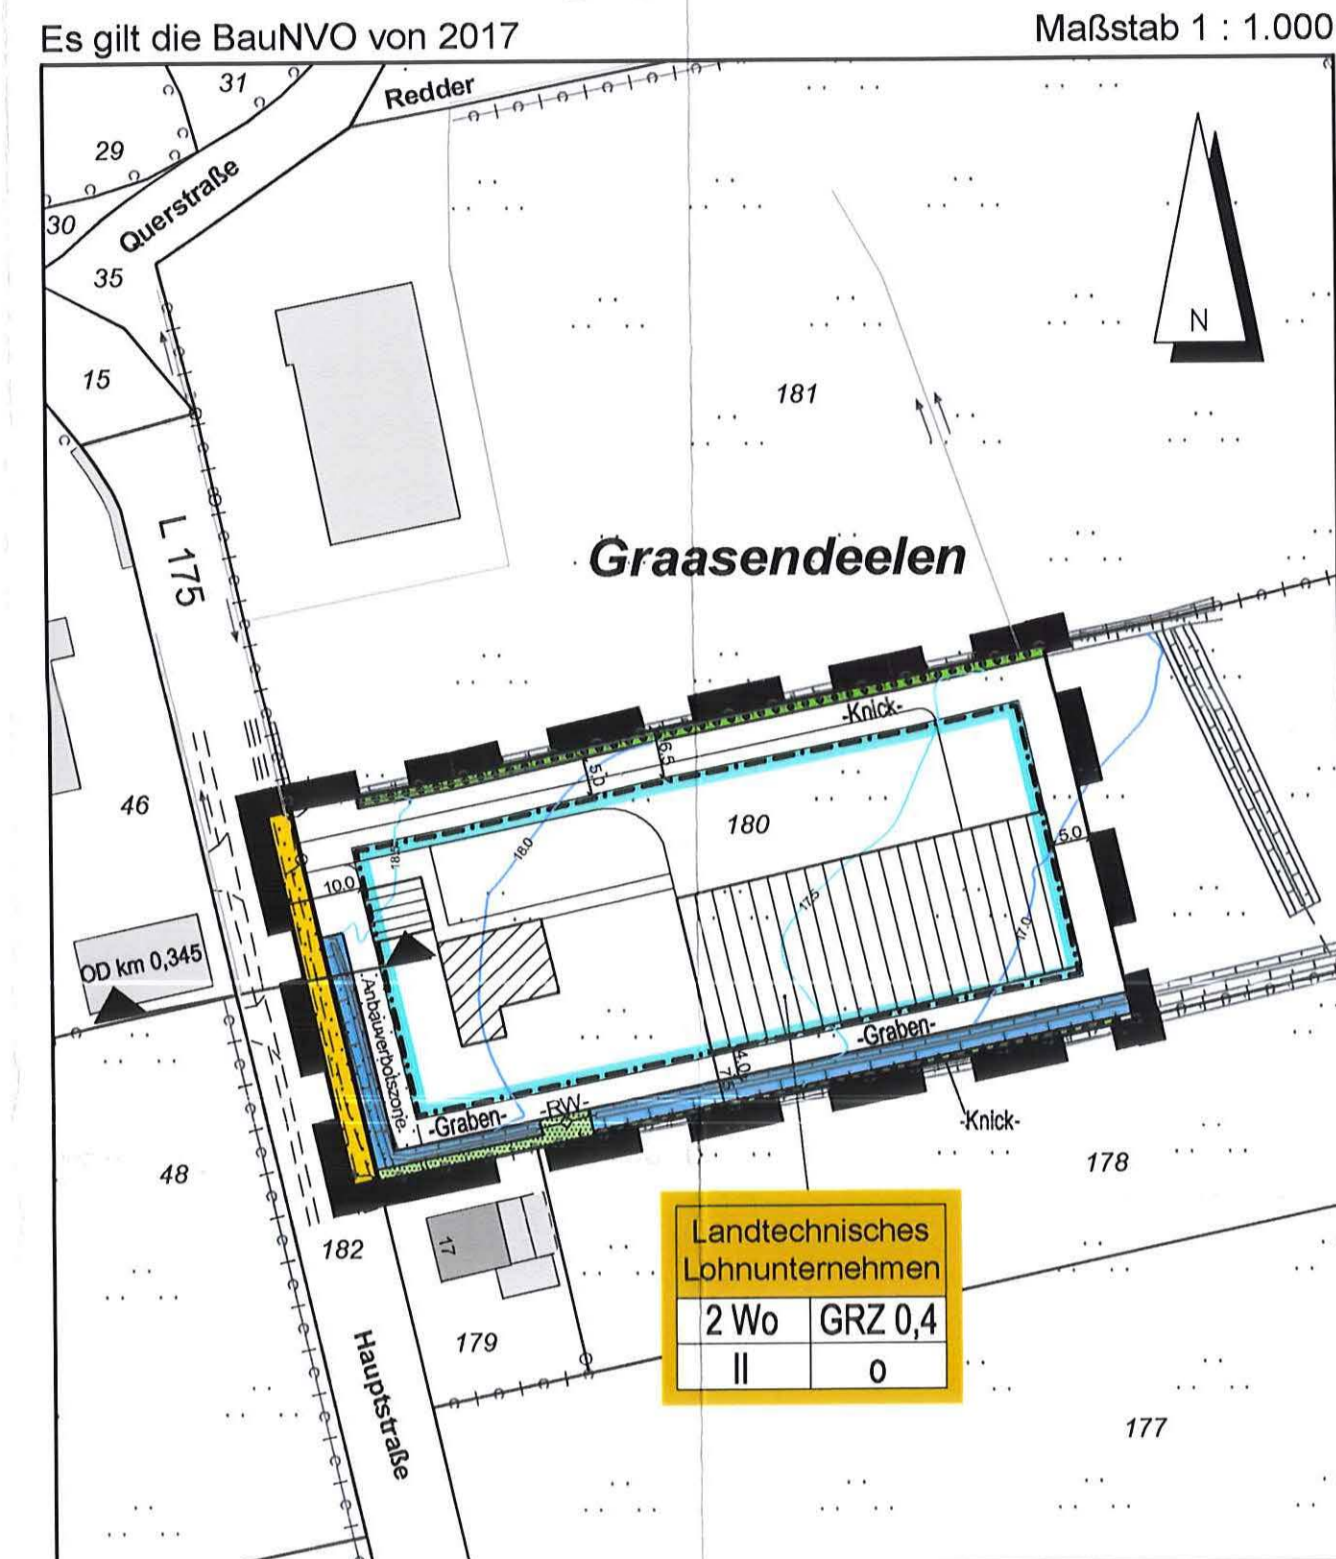 Es gilt die BauNVO von 2017
Maßstab 1 : 1.000
31
Redder
29
Querstraße
30
35
N
15
181
L 175
Graasendeelen
-Knick-
6.5
5.0
46
180
18.5
18.0
5.0
10.0
17.5
17.0
OD km 0,345
Anbauverbotszone
-Graben-
4.0
7.5
-RW-
-Graben-
-Knick-
48
178
182
17
Landtechnisches
Lohnunternehmen
2 Wo GRZ 0,4
II o
179
Hauptstraße
177